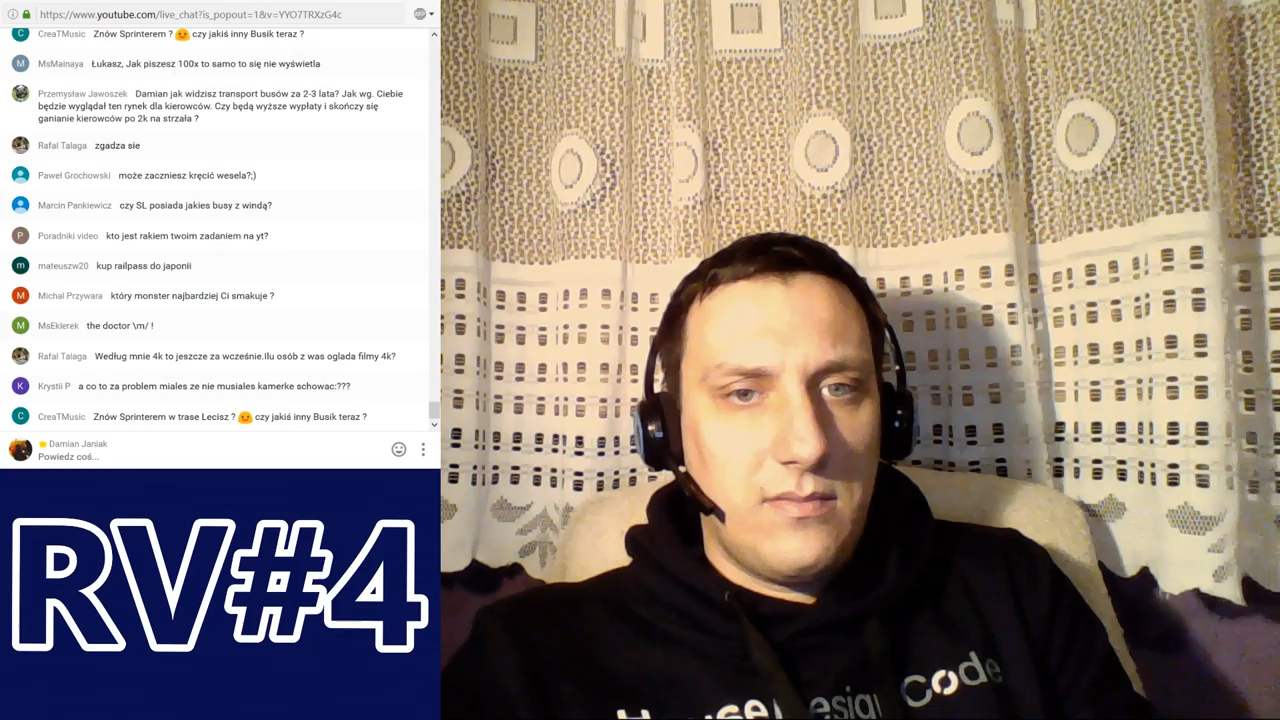 https://www.youtube.com/live_chat?is_popout=1&v=YYO7TRXzG4c
CreaTMusic Znów Sprinterem ? czy jakiś inny Busik teraz ?
MsMainaya Łukasz, Jak piszesz 100x to samo to się nie wyświetla
Przemysław Jawoszek Damian jak widzisz transport busów za 2-3 lata? Jak wg. Ciebie
będzie wyglądał ten rynek dla kierowców. Czy będą wyższe wypłaty i skończy się
ganianie kierowców po 2k na strzała ?
Rafal Talaga zgadza sie
Paweł Grochowski może zaczniesz kręcić wesela?;)
Marcin Pankiewicz czy SL posiada jakies busy z windą?
Poradniki video kto jest rakiem twoim zadaniem na yt?
mateuszw20 kup railpass do japonii
Michal Przywara który monster najbardziej Ci smakuje ?
MsEklerek the doctor \m/ !
Rafal Talaga Według mnie 4k to jeszcze za wcześnie.Ilu osób z was oglada filmy 4k?
Krystii P a co to za problem miales ze nie musiales kamerke schowac:???
CreaTMusic Znów Sprinterem w trase Lecisz ? czy jakiś inny Busik teraz ?
Damian Janiak
Powiedz coś...
RV#4
House Design Code